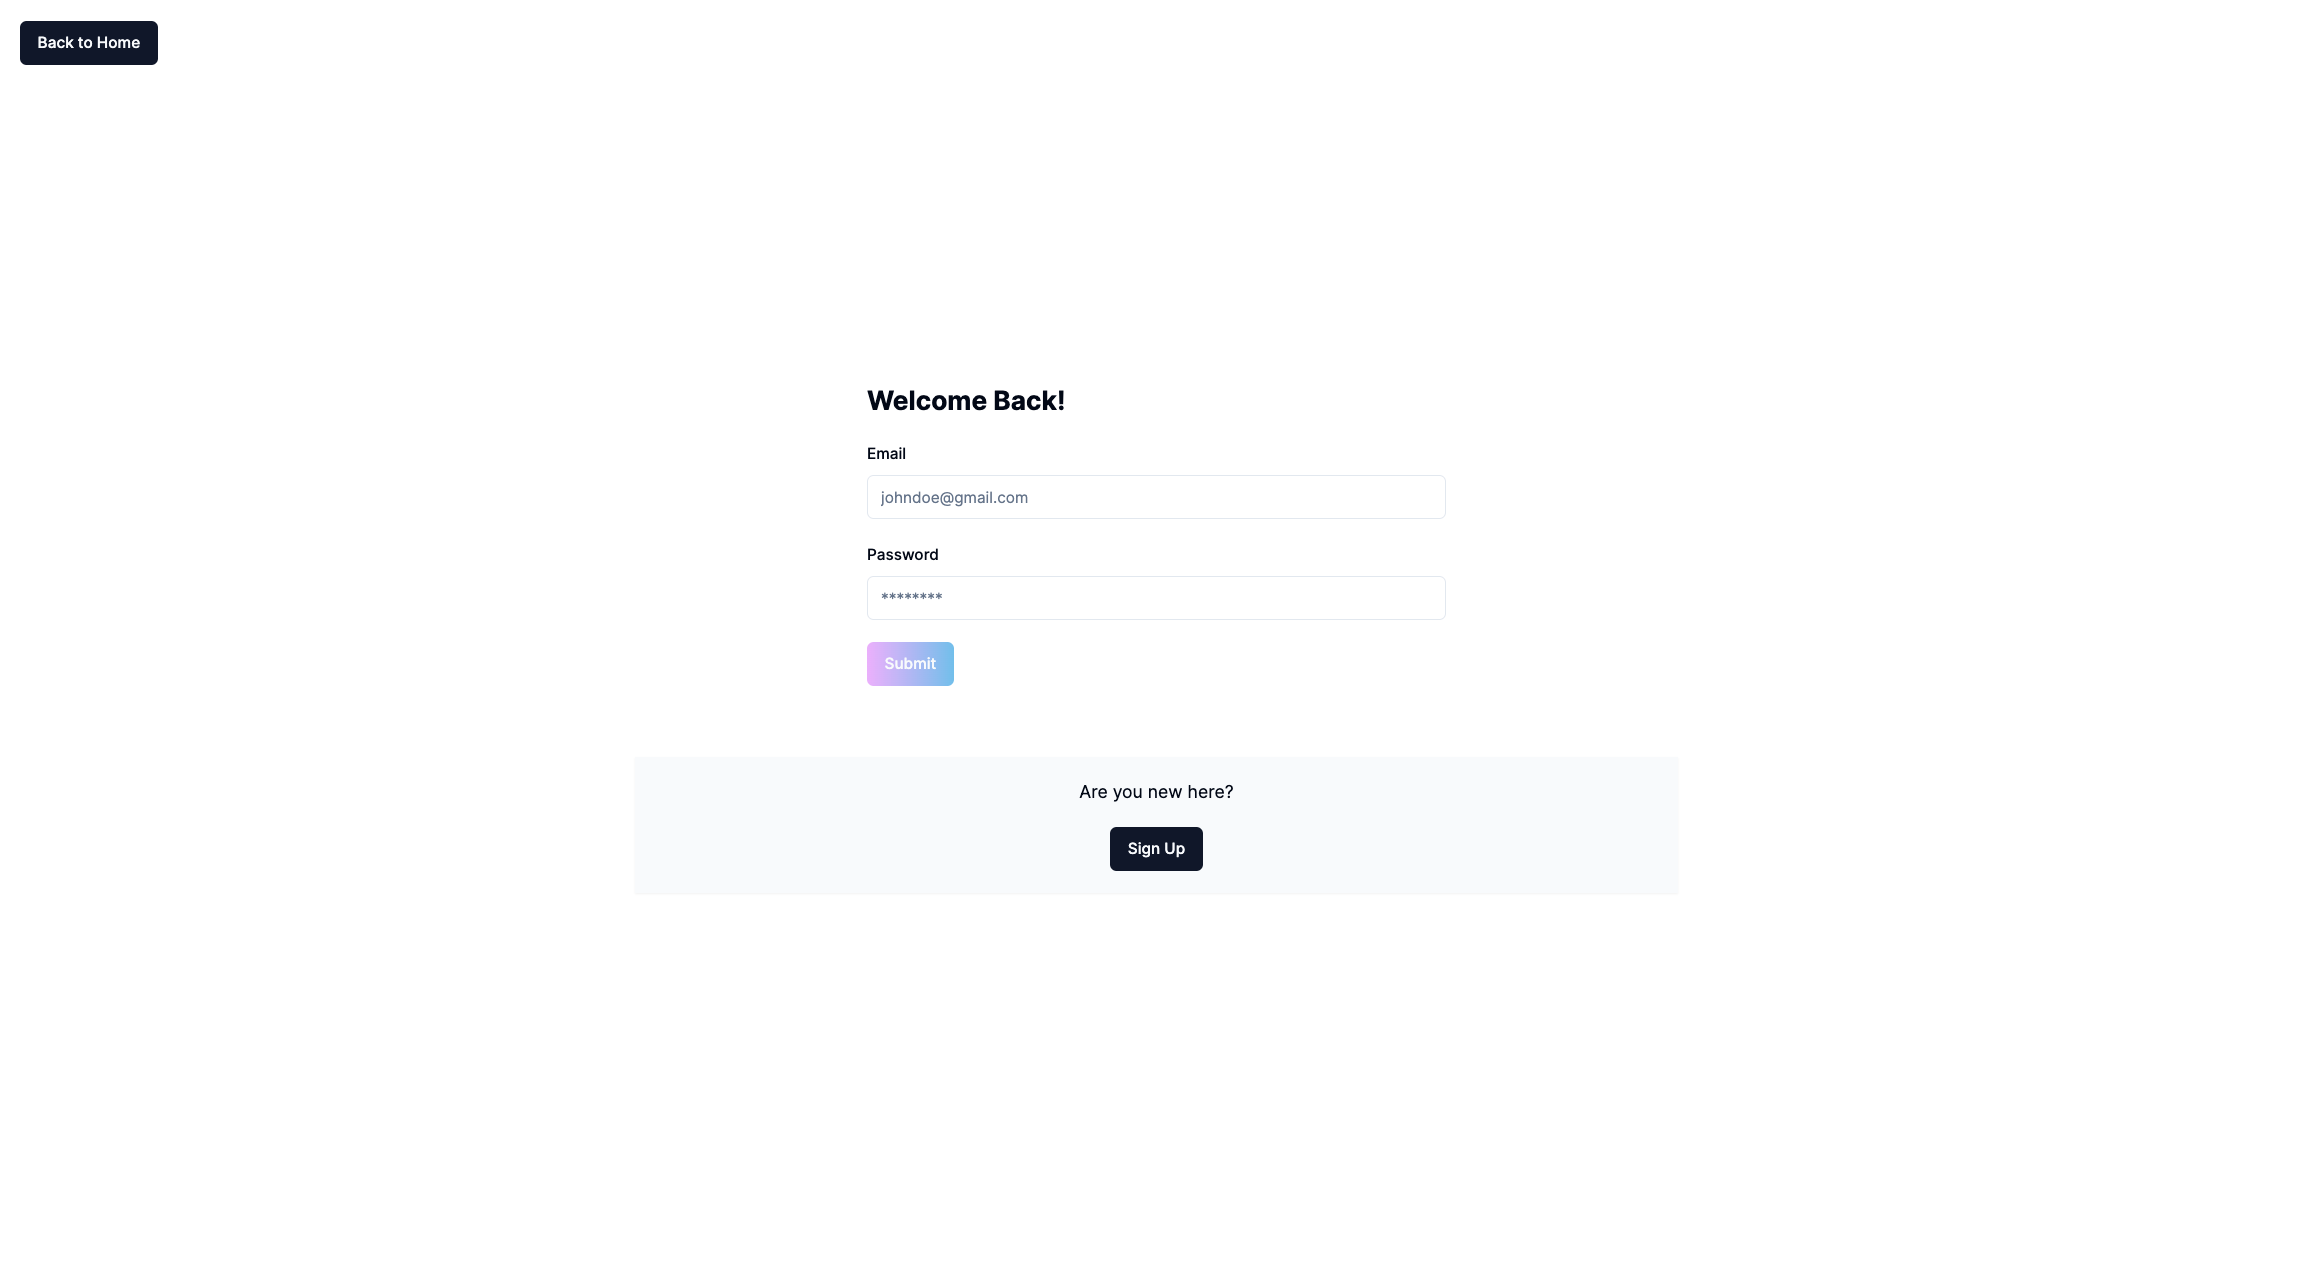 Back to Home
Welcome Back!
Email
johndoe@gmail.com
Password
********
Submit
Are you new here?
Sign Up